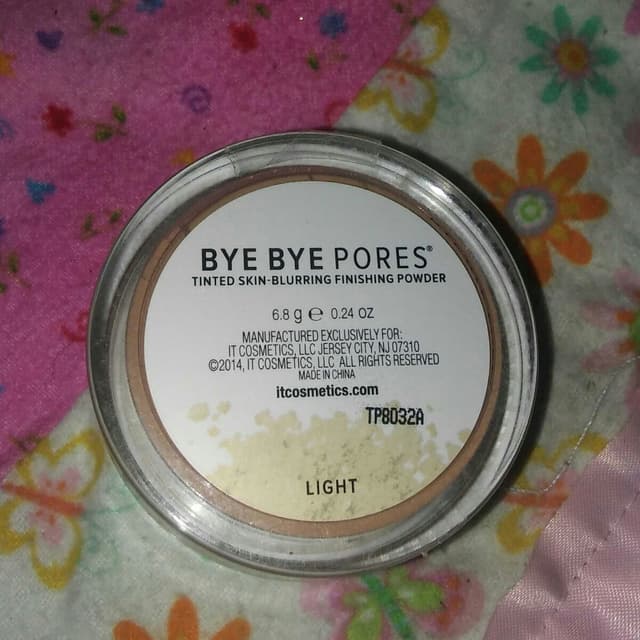 BYE BYE PORES®
TINTED SKIN-BLURRING FINISHING POWDER
6.8 g ℮ 0.24 OZ
MANUFACTURED EXCLUSIVELY FOR:
IT COSMETICS, LLC JERSEY CITY, NJ 07310
©2014, IT COSMETICS, LLC ALL RIGHTS RESERVED
MADE IN CHINA
itcosmetics.com
TP8032A
LIGHT